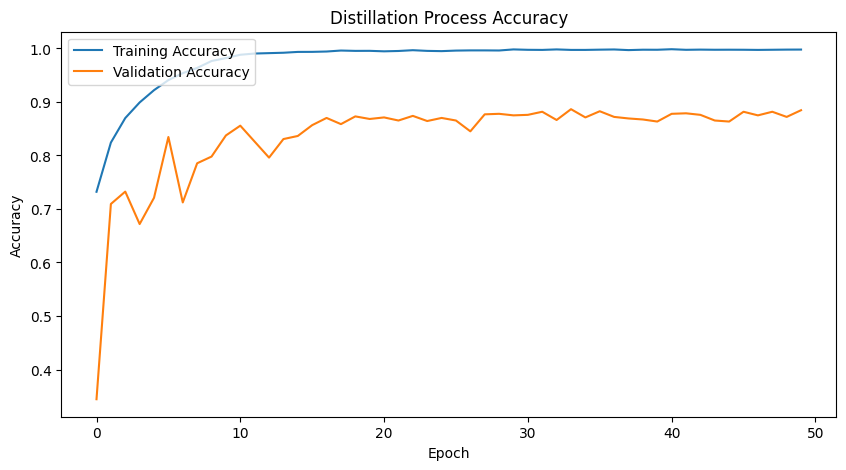 Distillation Process Accuracy
Training Accuracy
Validation Accuracy
1.0
0.9
0.8
0.7
0.6
0.5
0.4
Accuracy
0 10 20 30 40 50
Epoch